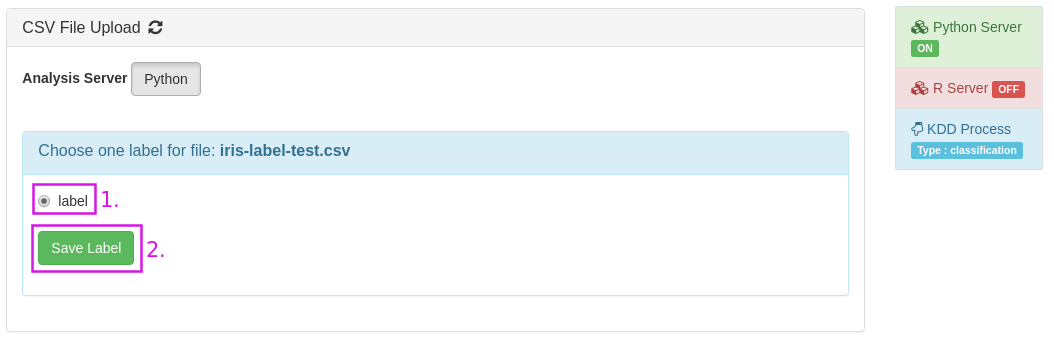 CSV File Upload
Analysis Server Python
Choose one label for file: iris-label-test.csv
label 1.
Save Label 2.
Python Server
ON
R Server OFF
KDD Process
Type : classification